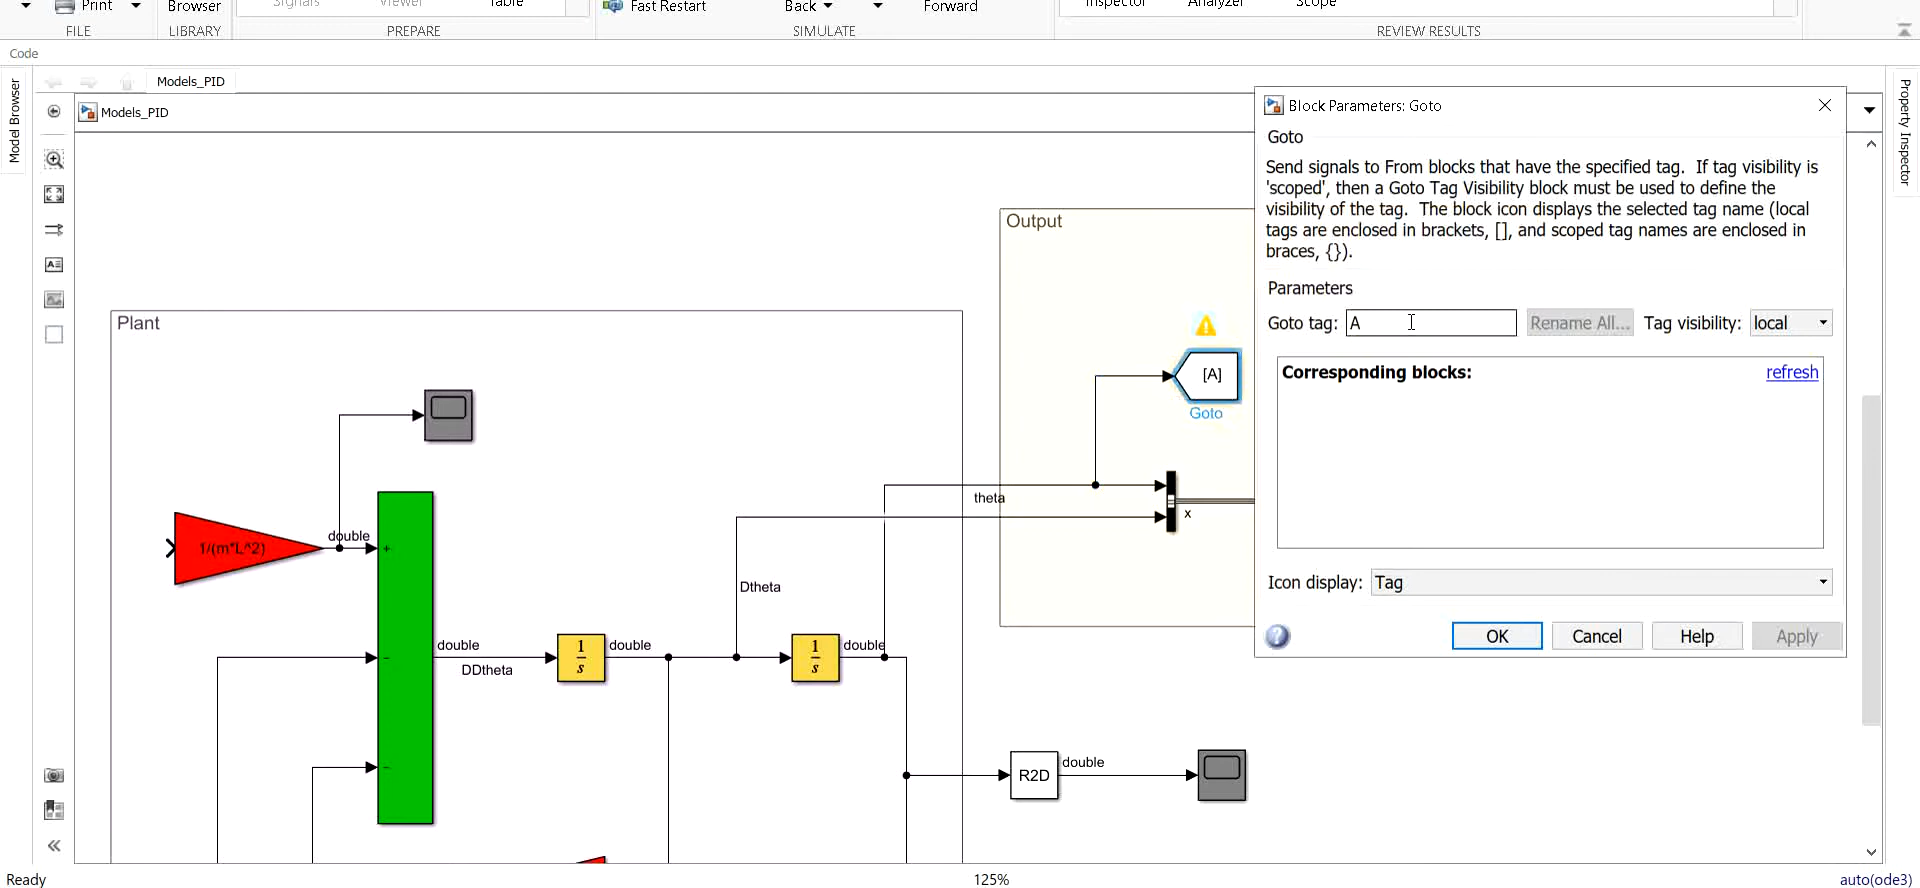 Print
Browser
Signals
Viewer
Table
Fast Restart
Back
Forward
Inspector
Analyzer
Scope
FILE
LIBRARY
PREPARE
SIMULATE
REVIEW RESULTS
Code
Model Browser
Models_PID
Models_PID
Property Inspector
Block Parameters: Goto
Goto
Send signals to From blocks that have the specified tag. If tag visibility is
'scoped', then a Goto Tag Visibility block must be used to define the
visibility of the tag. The block icon displays the selected tag name (local
tags are enclosed in brackets, [], and scoped tag names are enclosed in
braces, {}).
Parameters
Goto tag: A
Rename All...
Tag visibility: local
Corresponding blocks:
refresh
Icon display: Tag
OK
Cancel
Help
Apply
Output
[A]
Goto
theta
x
Plant
1/(m*L^2)
double
+
-
-
double
DDtheta
1
s
double
Dtheta
1
s
double
R2D
double
Ready
125%
auto(ode3)